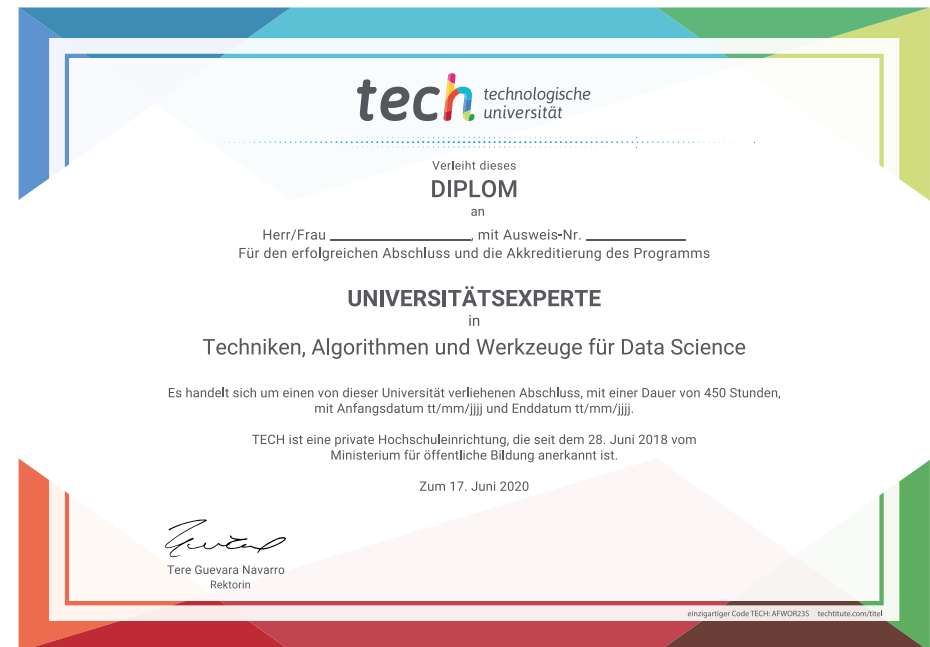 tech technologische
universität
Verleiht dieses
DIPLOM
an
Herr/Frau ____________, mit Ausweis-Nr. ____________
Für den erfolgreichen Abschluss und die Akkreditierung des Programms
UNIVERSITÄTSEXPERTE
in
Techniken, Algorithmen und Werkzeuge für Data Science
Es handelt sich um einen von dieser Universität verliehenen Abschluss, mit einer Dauer von 450 Stunden,
mit Anfangsdatum tt/mm/jjjj und Enddatum tt/mm/jjjj.
TECH ist eine private Hochschuleinrichtung, die seit dem 28. Juni 2018 vom
Ministerium für öffentliche Bildung anerkannt ist.
Zum 17. Juni 2020
Tere Guevara Navarro
Rektorin
einzigartiger Code TECH: AFWOR23S techtitute.com/titel